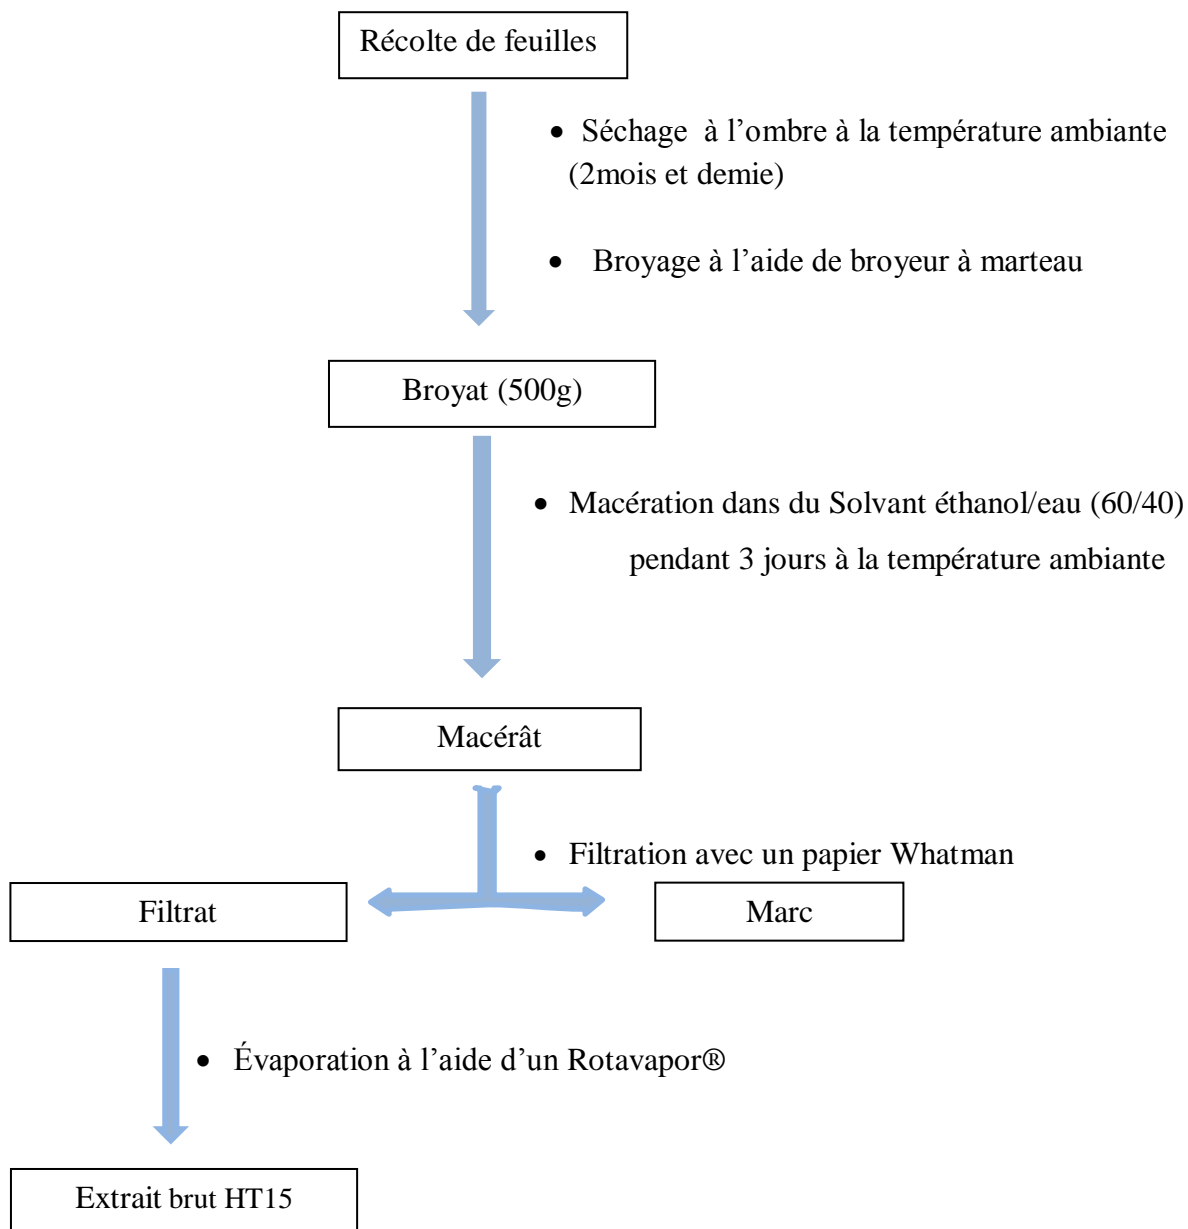 Récolte de feuilles
• Séchage à l’ombre à la température ambiante
(2mois et demie)
• Broyage à l’aide de broyeur à marteau
Broyat (500g)
• Macération dans du Solvant éthanol/eau (60/40)
pendant 3 jours à la température ambiante
Macérât
• Filtration avec un papier Whatman
Filtrat
Marc
• Évaporation à l’aide d’un Rotavapor®
Extrait brut HT15